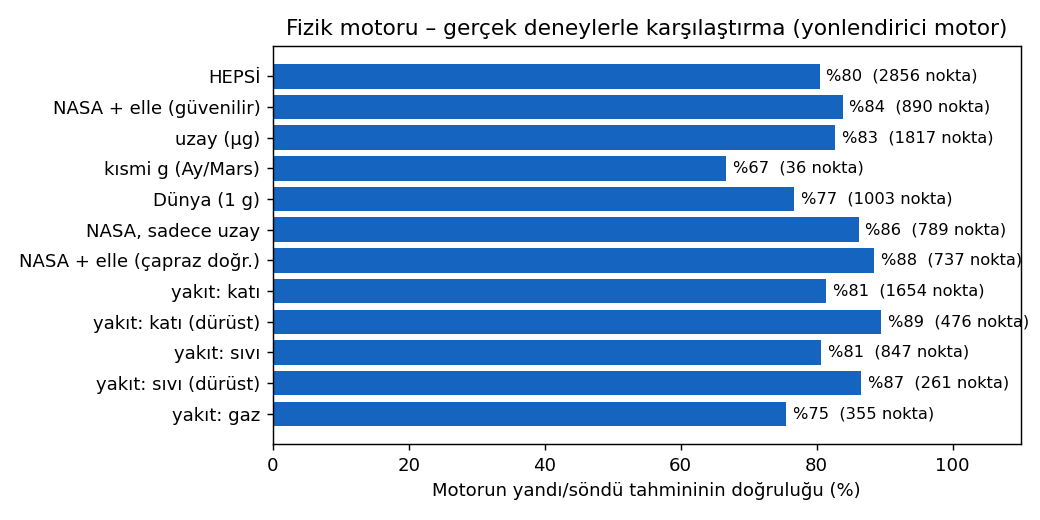 Fizik motoru – gerçek deneylerle karşılaştırma (yonlendirici motor)
HEPSİ %80 (2856 nokta)
NASA + elle (güvenilir) %84 (890 nokta)
uzay (µg) %83 (1817 nokta)
kısmi g (Ay/Mars) %67 (36 nokta)
Dünya (1 g) %77 (1003 nokta)
NASA, sadece uzay %86 (789 nokta)
NASA + elle (çapraz doğr.) %88 (737 nokta)
yakıt: katı %81 (1654 nokta)
yakıt: katı (dürüst) %89 (476 nokta)
yakıt: sıvı %81 (847 nokta)
yakıt: sıvı (dürüst) %87 (261 nokta)
yakıt: gaz %75 (355 nokta)
0 20 40 60 80 100
Motorun yandı/söndü tahmininin doğruluğu (%)